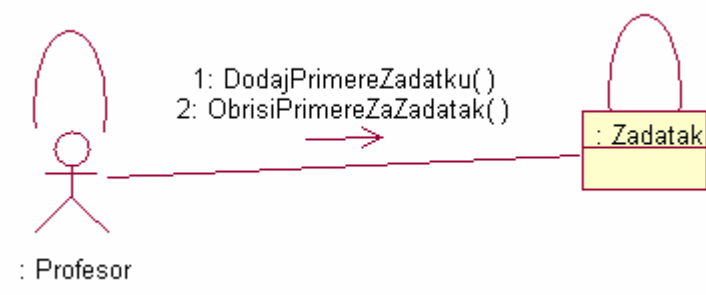 1: DodajPrimereZadatku( )
2: ObrisiPrimereZaZadatak( )
: Zadatak
: Profesor